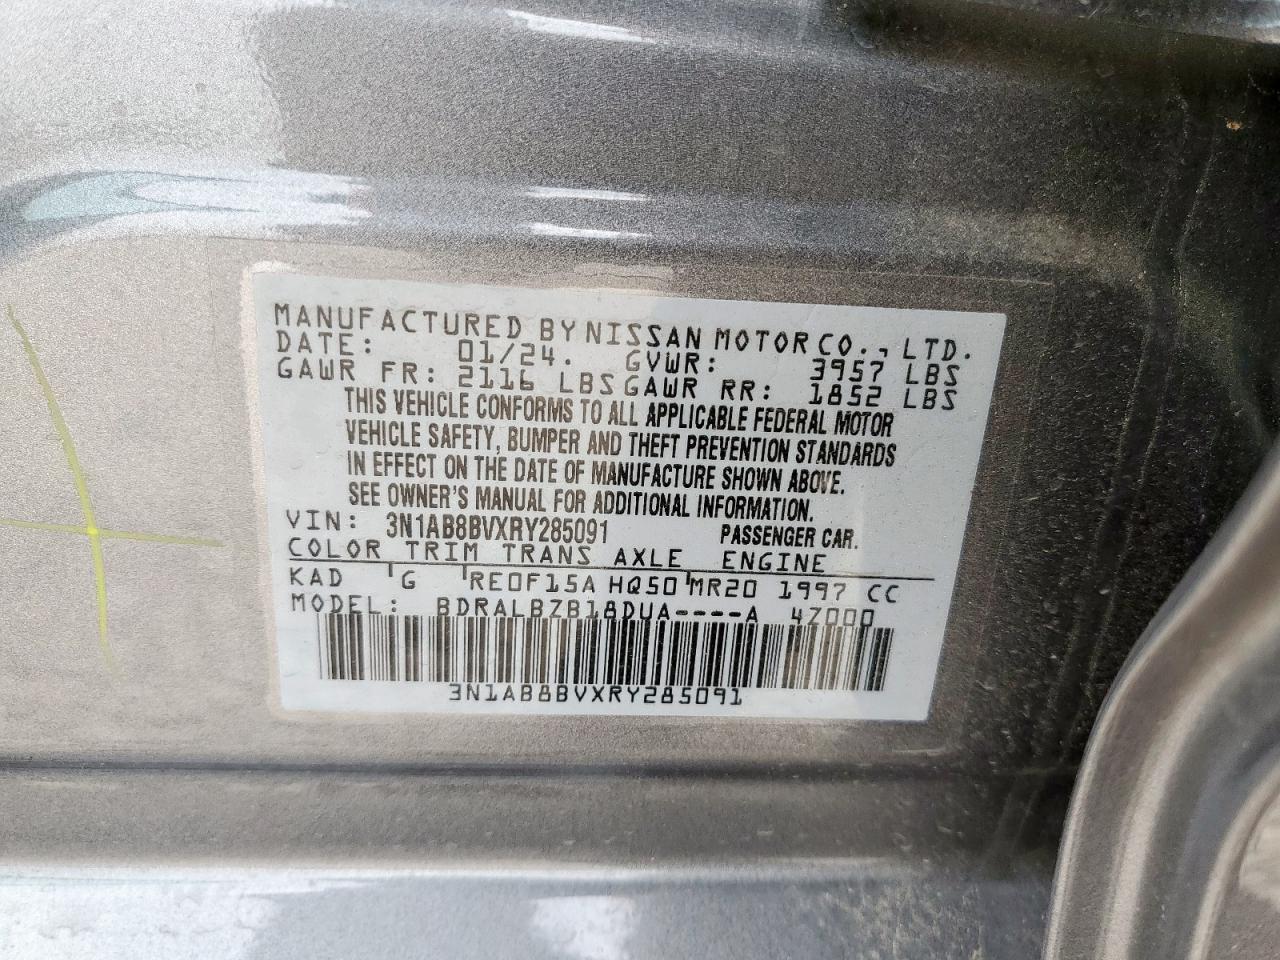 MANUFACTURED BY NISSAN MOTOR CO., LTD.
DATE: 01/24. GVWR: 3957 LBS
GAWR FR: 2116 LBS GAWR RR: 1852 LBS
THIS VEHICLE CONFORMS TO ALL APPLICABLE FEDERAL MOTOR
VEHICLE SAFETY, BUMPER AND THEFT PREVENTION STANDARDS
IN EFFECT ON THE DATE OF MANUFACTURE SHOWN ABOVE.
SEE OWNER'S MANUAL FOR ADDITIONAL INFORMATION.
VIN: 3N1AB8BVXRY285091 PASSENGER CAR.
COLOR TRIM TRANS AXLE ENGINE
KAD G RE0F15A HQ50 MR20 1997 CC
MODEL: BDRALBZB18DUA----A 4Z000
3N1AB8BVXRY285091